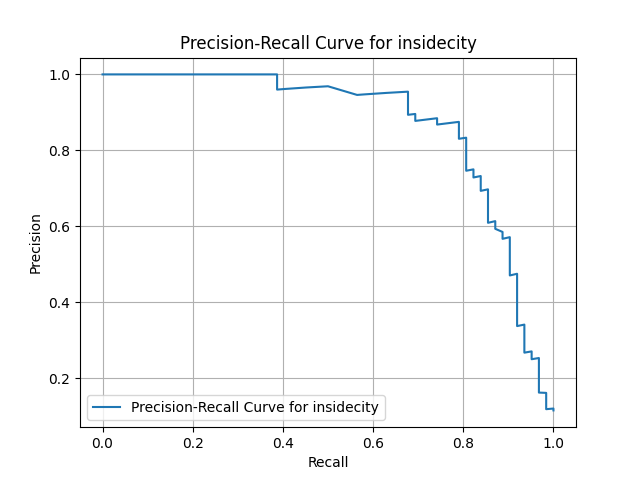 Precision-Recall Curve for insidecity
1.0
0.8
0.6
0.4
0.2
Precision
Precision-Recall Curve for insidecity
0.0 0.2 0.4 0.6 0.8 1.0
Recall